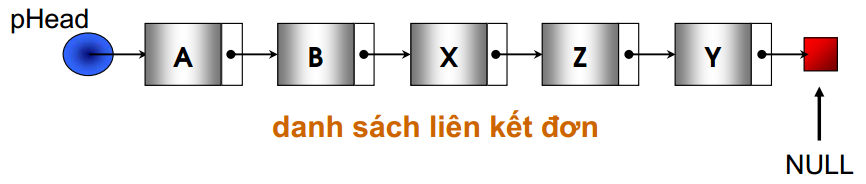 pHead
A B X Z Y
danh sách liên kết đơn
NULL